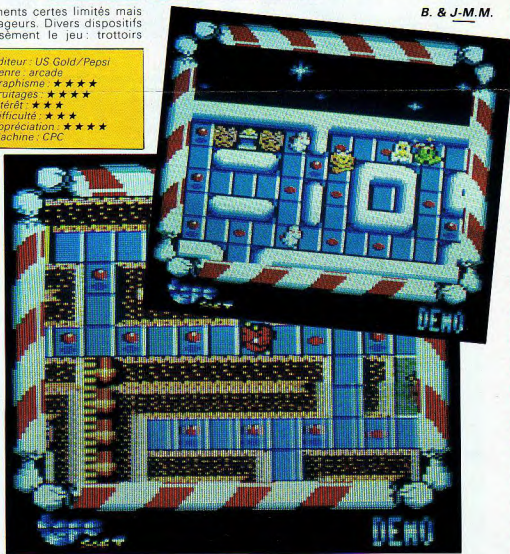 ments certes limités mais
ageurs. Divers dispositifs
sément le jeu : trottoirs
B. & J-M.M.
diteur : US Gold/Pepsi
enre : arcade
raphisme : ★★★★
ruitages : ★★★★
térêt : ★★★
fficulté : ★★★
ppréciation : ★★★★
achine : CPC
DEMO
DEMO